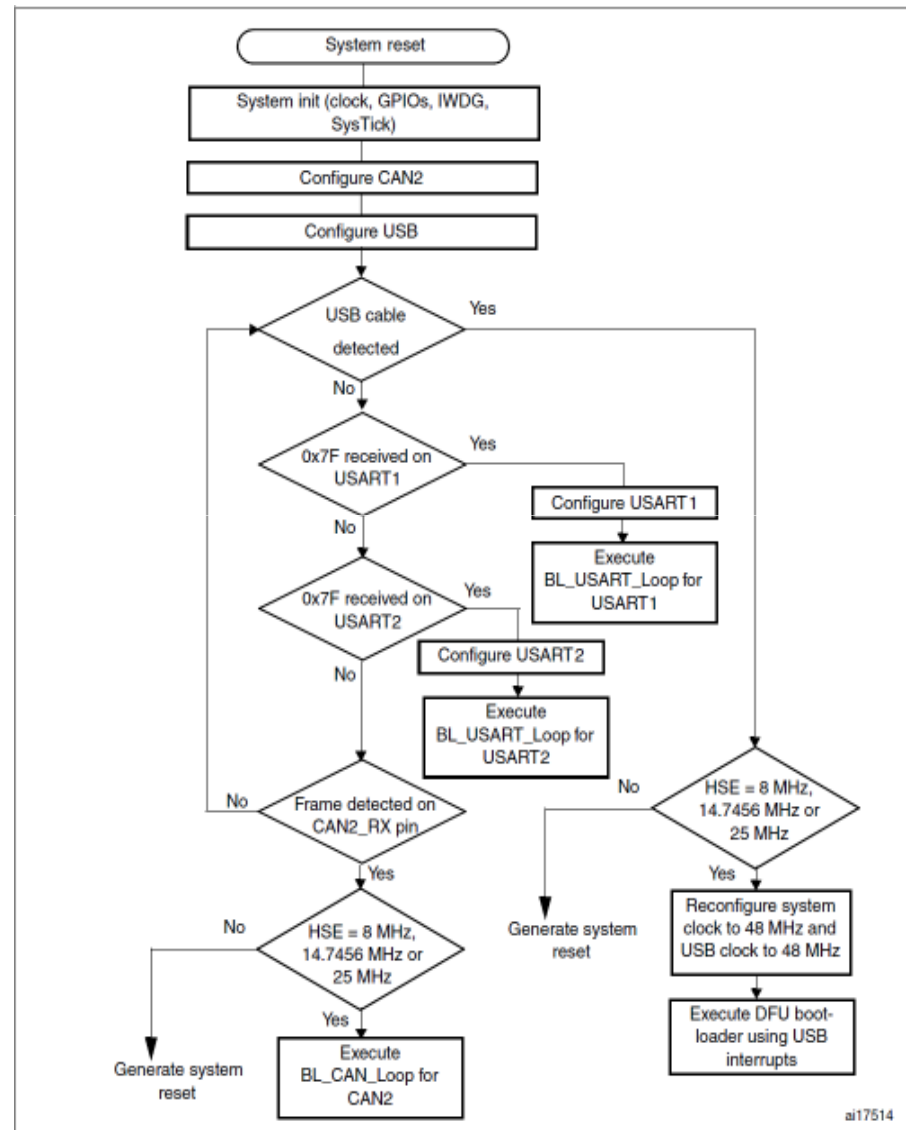 System reset
System init (clock, GPIOs, IWDG,
SysTick)
Configure CAN2
Configure USB
USB cable
detected
Yes
No
0x7F received on
USART1
Yes
Configure USART1
No
Execute
BL_USART_Loop for
USART1
0x7F received on
USART2
Yes
Configure USART2
No
Execute
BL_USART_Loop for
USART2
Frame detected on
CAN2_RX pin
No
Yes
HSE = 8 MHz,
14.7456 MHz or
25 MHz
No
Yes
Generate system
reset
Reconfigure system
clock to 48 MHz and
USB clock to 48 MHz
Execute DFU boot-
loader using USB
interrupts
HSE = 8 MHz,
14.7456 MHz or
25 MHz
No
Yes
Generate system
reset
Execute
BL_CAN_Loop for
CAN2
ai17514